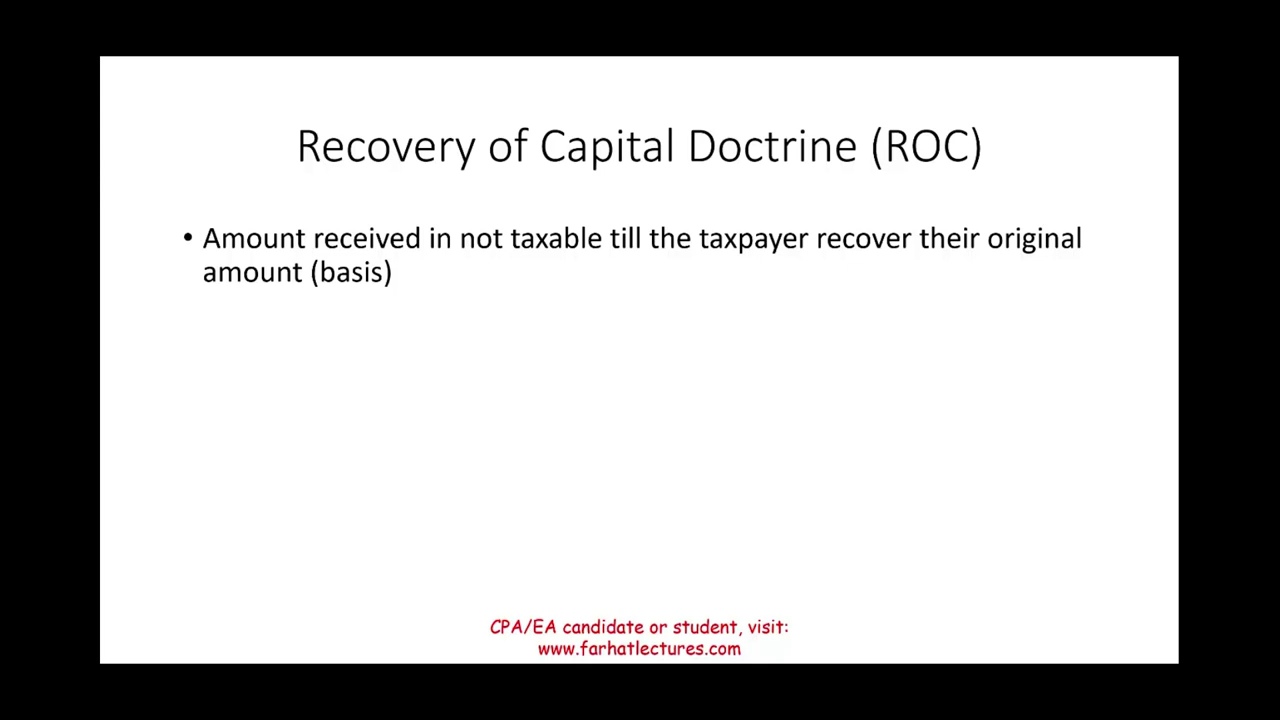 Recovery of Capital Doctrine (ROC)
• Amount received in not taxable till the taxpayer recover their original
amount (basis)
CPA/EA candidate or student, visit:
www.farhatlectures.com